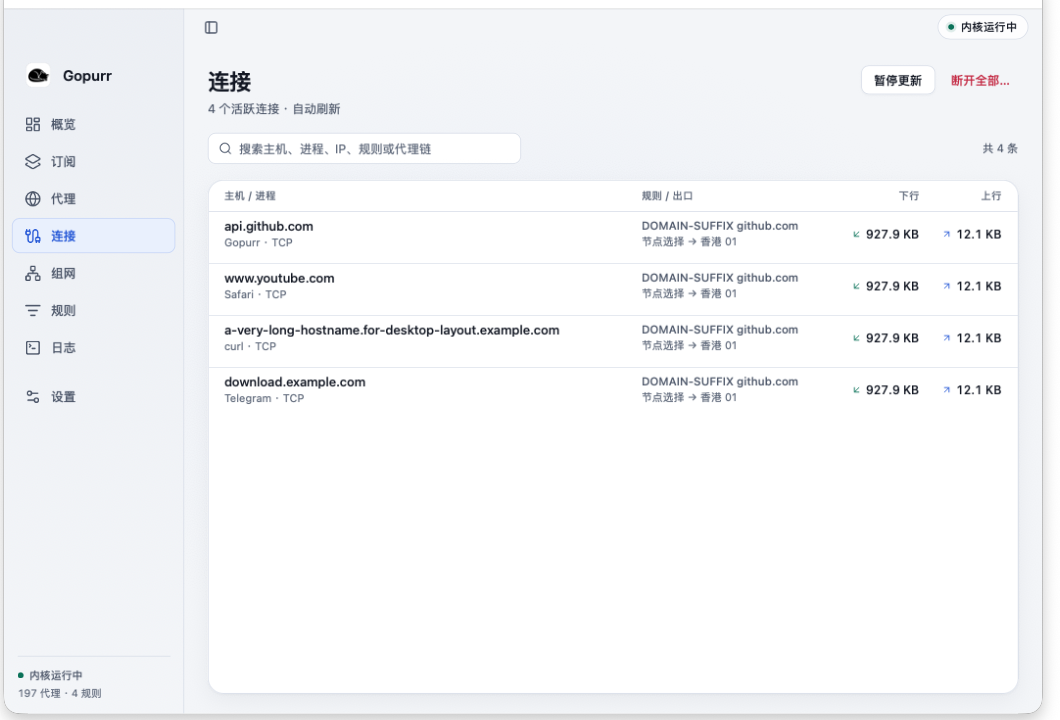 内核运行中
Gopurr
概览
订阅
代理
连接
组网
规则
日志
设置
内核运行中
197 代理 · 4 规则
连接
4 个活跃连接 · 自动刷新
暂停更新
断开全部...
搜索主机、进程、IP、规则或代理链
共 4 条
主机 / 进程 规则 / 出口 下行 上行
api.github.com DOMAIN-SUFFIX github.com
Gopurr · TCP 节点选择 → 香港 01
↙ 927.9 KB ↗ 12.1 KB
www.youtube.com DOMAIN-SUFFIX github.com
Safari · TCP 节点选择 → 香港 01
↙ 927.9 KB ↗ 12.1 KB
a-very-long-hostname.for-desktop-layout.example.com DOMAIN-SUFFIX github.com
curl · TCP 节点选择 → 香港 01
↙ 927.9 KB ↗ 12.1 KB
download.example.com DOMAIN-SUFFIX github.com
Telegram · TCP 节点选择 → 香港 01
↙ 927.9 KB ↗ 12.1 KB